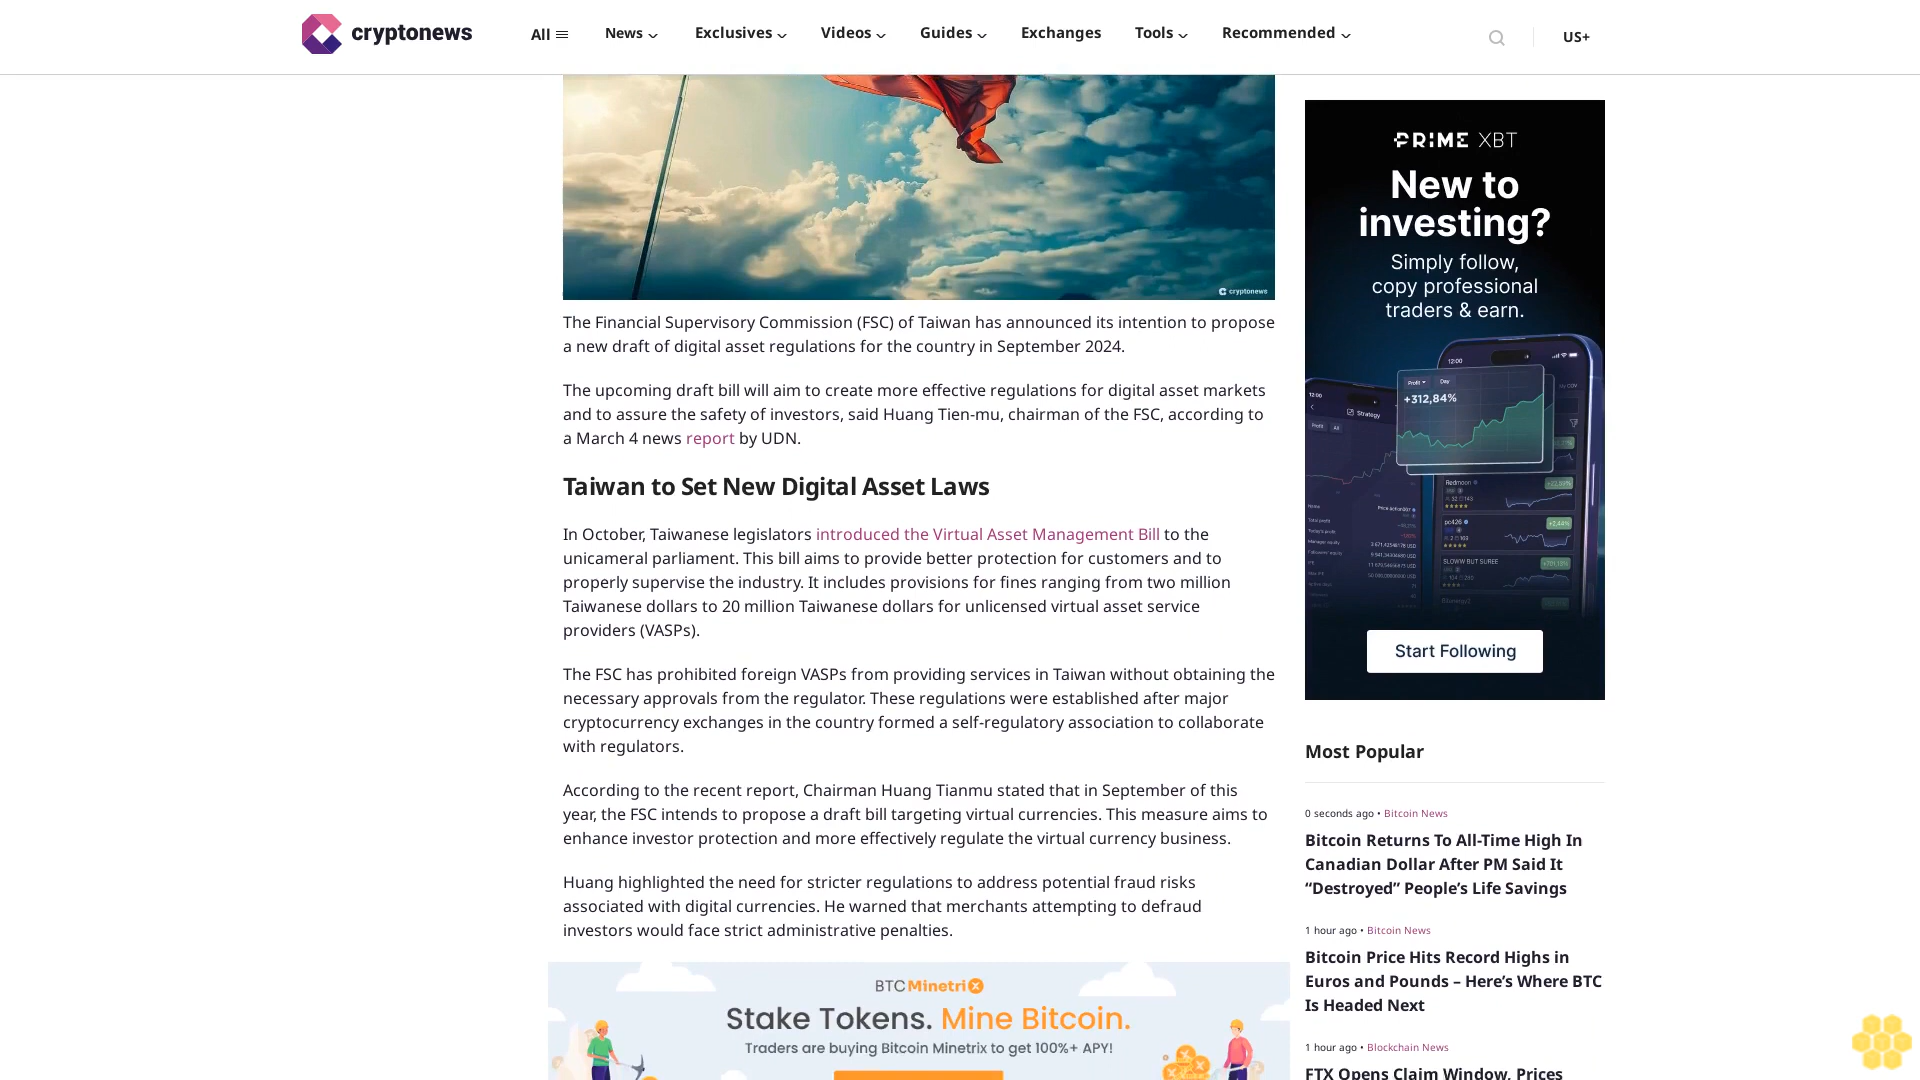 cryptonews
All
News
Exclusives
Videos
Guides
Exchanges
Tools
Recommended
US+
cryptonews
The Financial Supervisory Commission (FSC) of Taiwan has announced its intention to propose
a new draft of digital asset regulations for the country in September 2024.
The upcoming draft bill will aim to create more effective regulations for digital asset markets
and to assure the safety of investors, said Huang Tien-mu, chairman of the FSC, according to
a March 4 news report by UDN.
Taiwan to Set New Digital Asset Laws
In October, Taiwanese legislators introduced the Virtual Asset Management Bill to the
unicameral parliament. This bill aims to provide better protection for customers and to
properly supervise the industry. It includes provisions for fines ranging from two million
Taiwanese dollars to 20 million Taiwanese dollars for unlicensed virtual asset service
providers (VASPs).
The FSC has prohibited foreign VASPs from providing services in Taiwan without obtaining the
necessary approvals from the regulator. These regulations were established after major
cryptocurrency exchanges in the country formed a self-regulatory association to collaborate
with regulators.
According to the recent report, Chairman Huang Tianmu stated that in September of this
year, the FSC intends to propose a draft bill targeting virtual currencies. This measure aims to
enhance investor protection and more effectively regulate the virtual currency business.
Huang highlighted the need for stricter regulations to address potential fraud risks
associated with digital currencies. He warned that merchants attempting to defraud
investors would face strict administrative penalties.
BTC Minetrix
Stake Tokens. Mine Bitcoin.
Traders are buying Bitcoin Minetrix to get 100%+ APY!
PRIME XBT
New to
investing?
Simply follow,
copy professional
traders & earn.
12:00
Profit
Day
+312,84%
12:00
Strategy
Profit
All
Redmoon
pc426
+2,44%
SLOWW BUT SUREE
Start Following
Most Popular
0 seconds ago • Bitcoin News
Bitcoin Returns To All-Time High In
Canadian Dollar After PM Said It
“Destroyed” People’s Life Savings
1 hour ago • Bitcoin News
Bitcoin Price Hits Record Highs in
Euros and Pounds – Here’s Where BTC
Is Headed Next
1 hour ago • Blockchain News
FTX Opens Claim Window, Prices